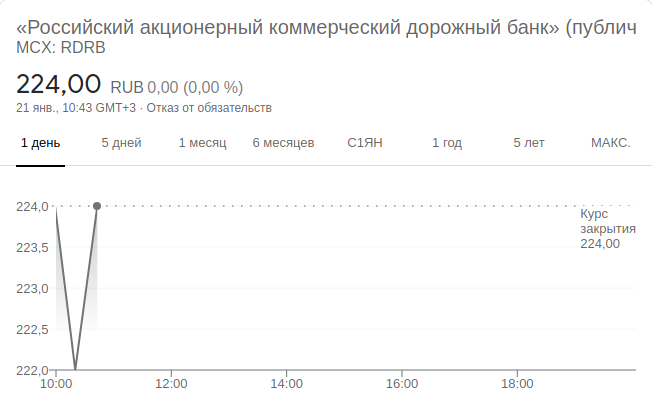 «Российский акционерный коммерческий дорожный банк» (публич
MCX: RDRB
224,00 RUB 0,00 (0,00 %)
21 янв., 10:43 GMT+3 · Отказ от обязательств
1 день 5 дней 1 месяц 6 месяцев С1ЯН 1 год 5 лет МАКС.
224,0
Курс
закрытия
224,00
223,5
223,0
222,5
222,0
10:00 12:00 14:00 16:00 18:00